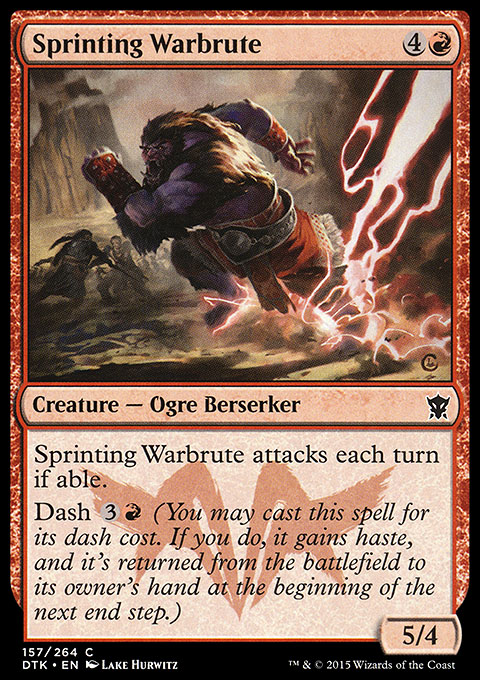 Sprinting Warbrute 4
Creature — Ogre Berserker
Sprinting Warbrute attacks each turn
if able.
Dash 3 (You may cast this spell for
its dash cost. If you do, it gains haste,
and it's returned from the battlefield to
its owner's hand at the beginning of the
next end step.)
5/4
157/264 C
DTK • EN Lake Hurwitz
™ & © 2015 Wizards of the Coast